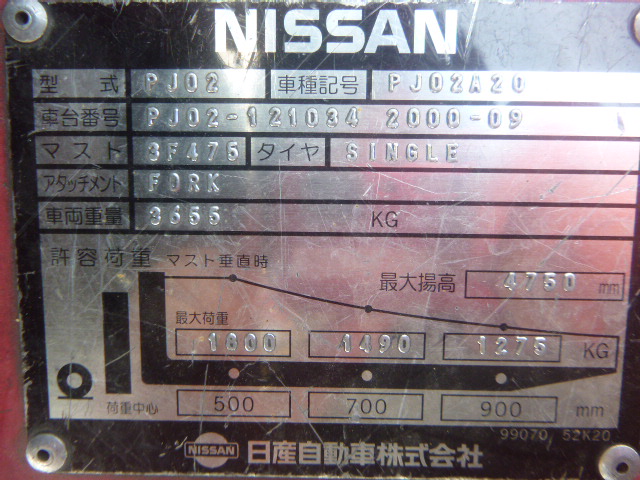 NISSAN
型式 PJ02 車種記号 PJ02A20
車台番号 PJ02-121034 2000-09
マスト 3F475 タイヤ SINGLE
アタッチメント FORK
車両重量 3655 KG
許容荷重 マスト垂直時
最大揚高 4750 mm
最大荷重
1800 1490 1275 KG
荷重中心 500 700 900 mm
99070 52K20
NISSAN 日産自動車株式会社